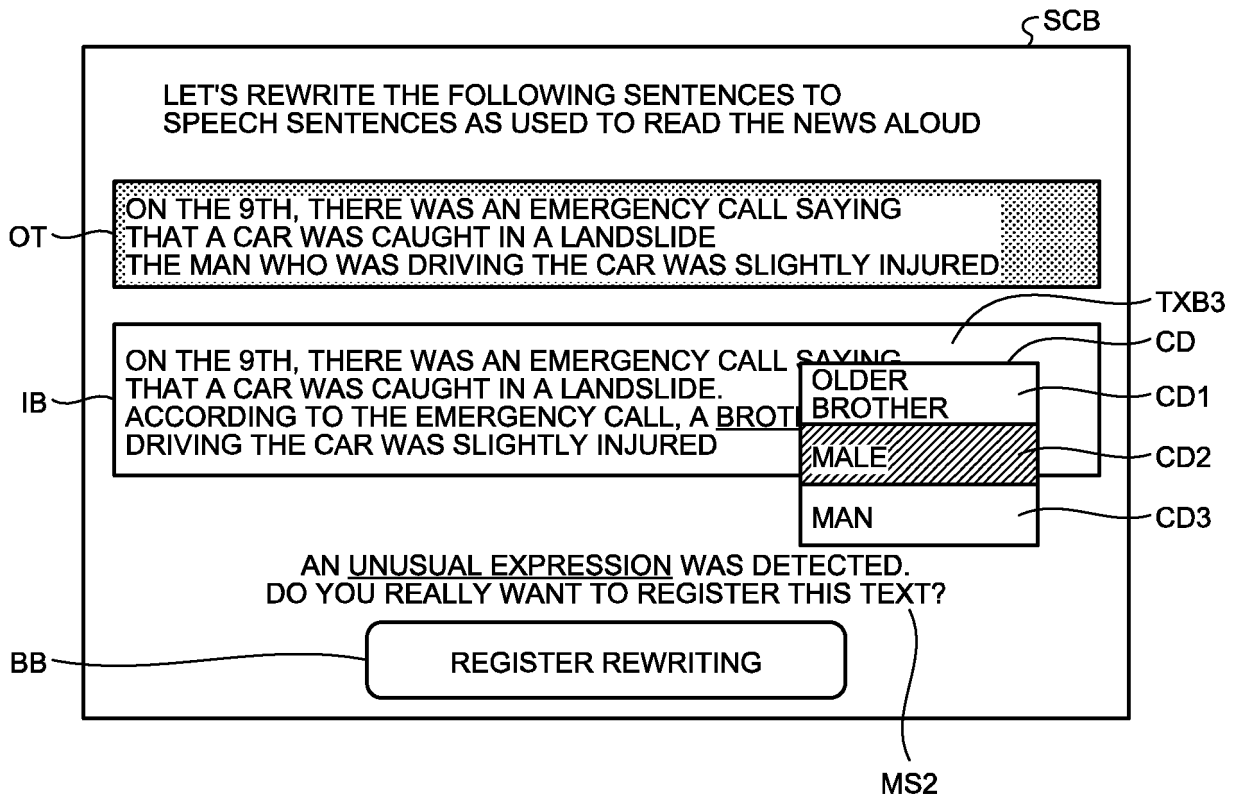 SCB
LET'S REWRITE THE FOLLOWING SENTENCES TO
SPEECH SENTENCES AS USED TO READ THE NEWS ALOUD
OT
ON THE 9TH, THERE WAS AN EMERGENCY CALL SAYING
THAT A CAR WAS CAUGHT IN A LANDSLIDE
THE MAN WHO WAS DRIVING THE CAR WAS SLIGHTLY INJURED
TXB3
CD
IB
ON THE 9TH, THERE WAS AN EMERGENCY CALL SAYING
THAT A CAR WAS CAUGHT IN A LANDSLIDE.
ACCORDING TO THE EMERGENCY CALL, A
DRIVING THE CAR WAS SLIGHTLY INJURED
OLDER
BROTHER
CD1
MALE
CD2
MAN
CD3
AN UNUSUAL EXPRESSION WAS DETECTED.
DO YOU REALLY WANT TO REGISTER THIS TEXT?
BB
REGISTER REWRITING
MS2